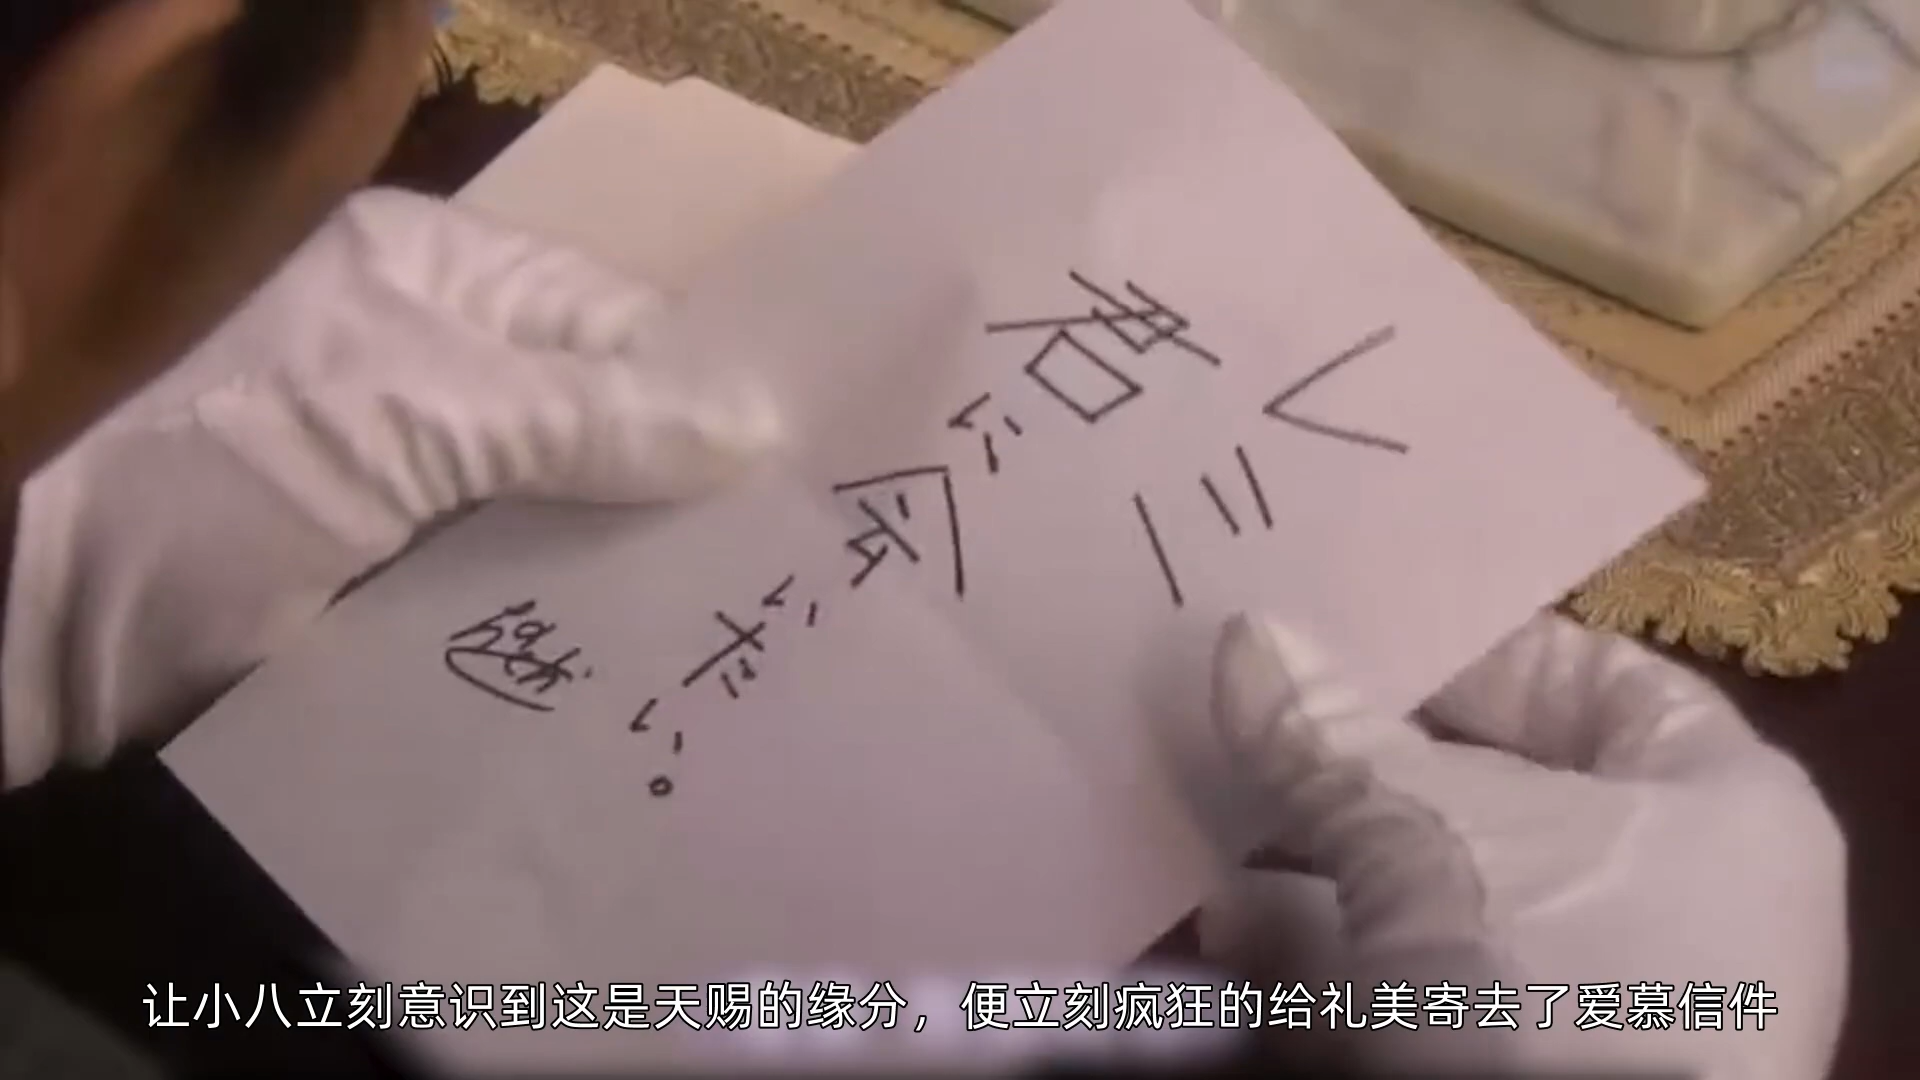 レミ
君に会いたい。
让小八立刻意识到这是天赐的缘分，便立刻疯狂的给礼美寄去了爱慕信件